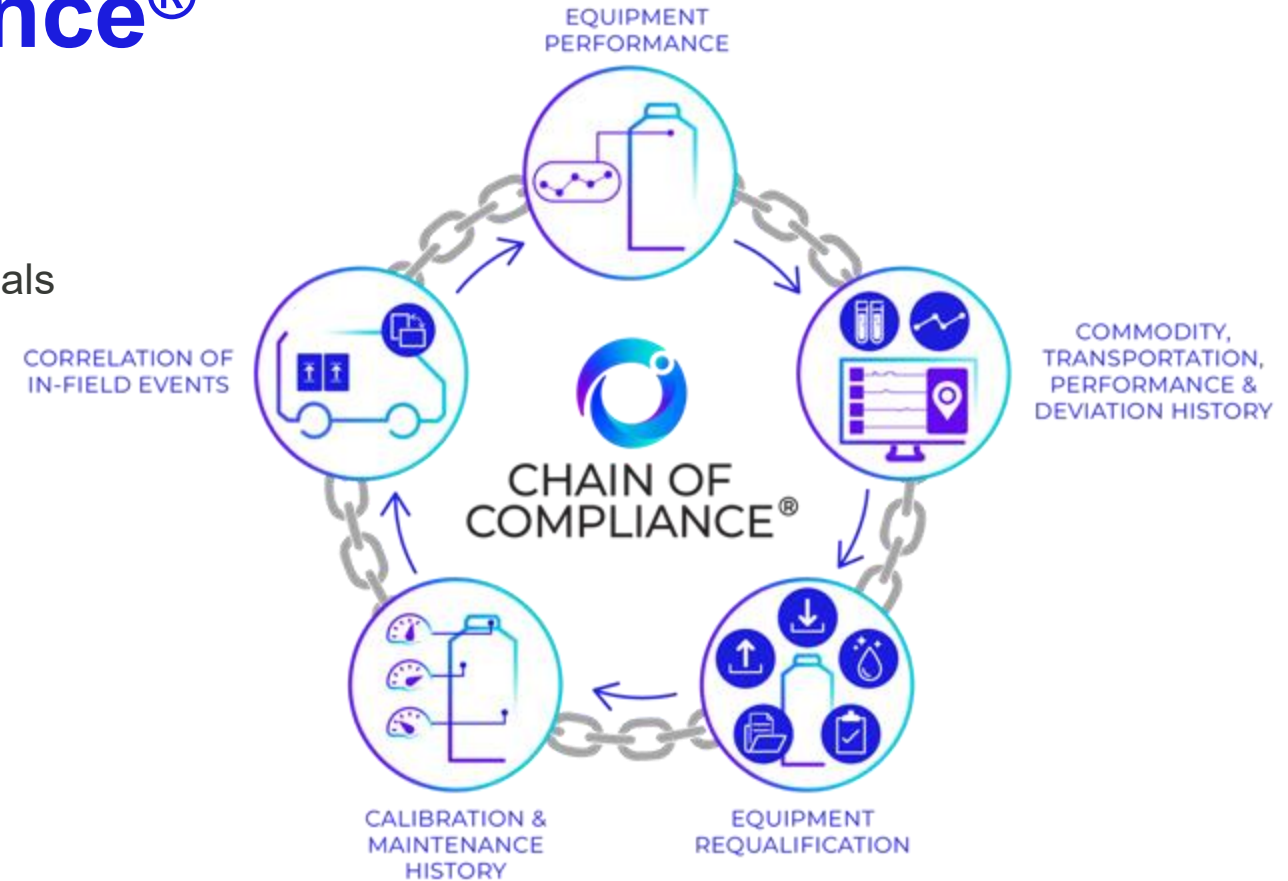 nce®
EQUIPMENT
PERFORMANCE
als
CORRELATION OF
IN-FIELD EVENTS
COMMODITY,
TRANSPORTATION,
PERFORMANCE &
DEVIATION HISTORY
CHAIN OF
COMPLIANCE®
CALIBRATION &
MAINTENANCE
HISTORY
EQUIPMENT
REQUALIFICATION